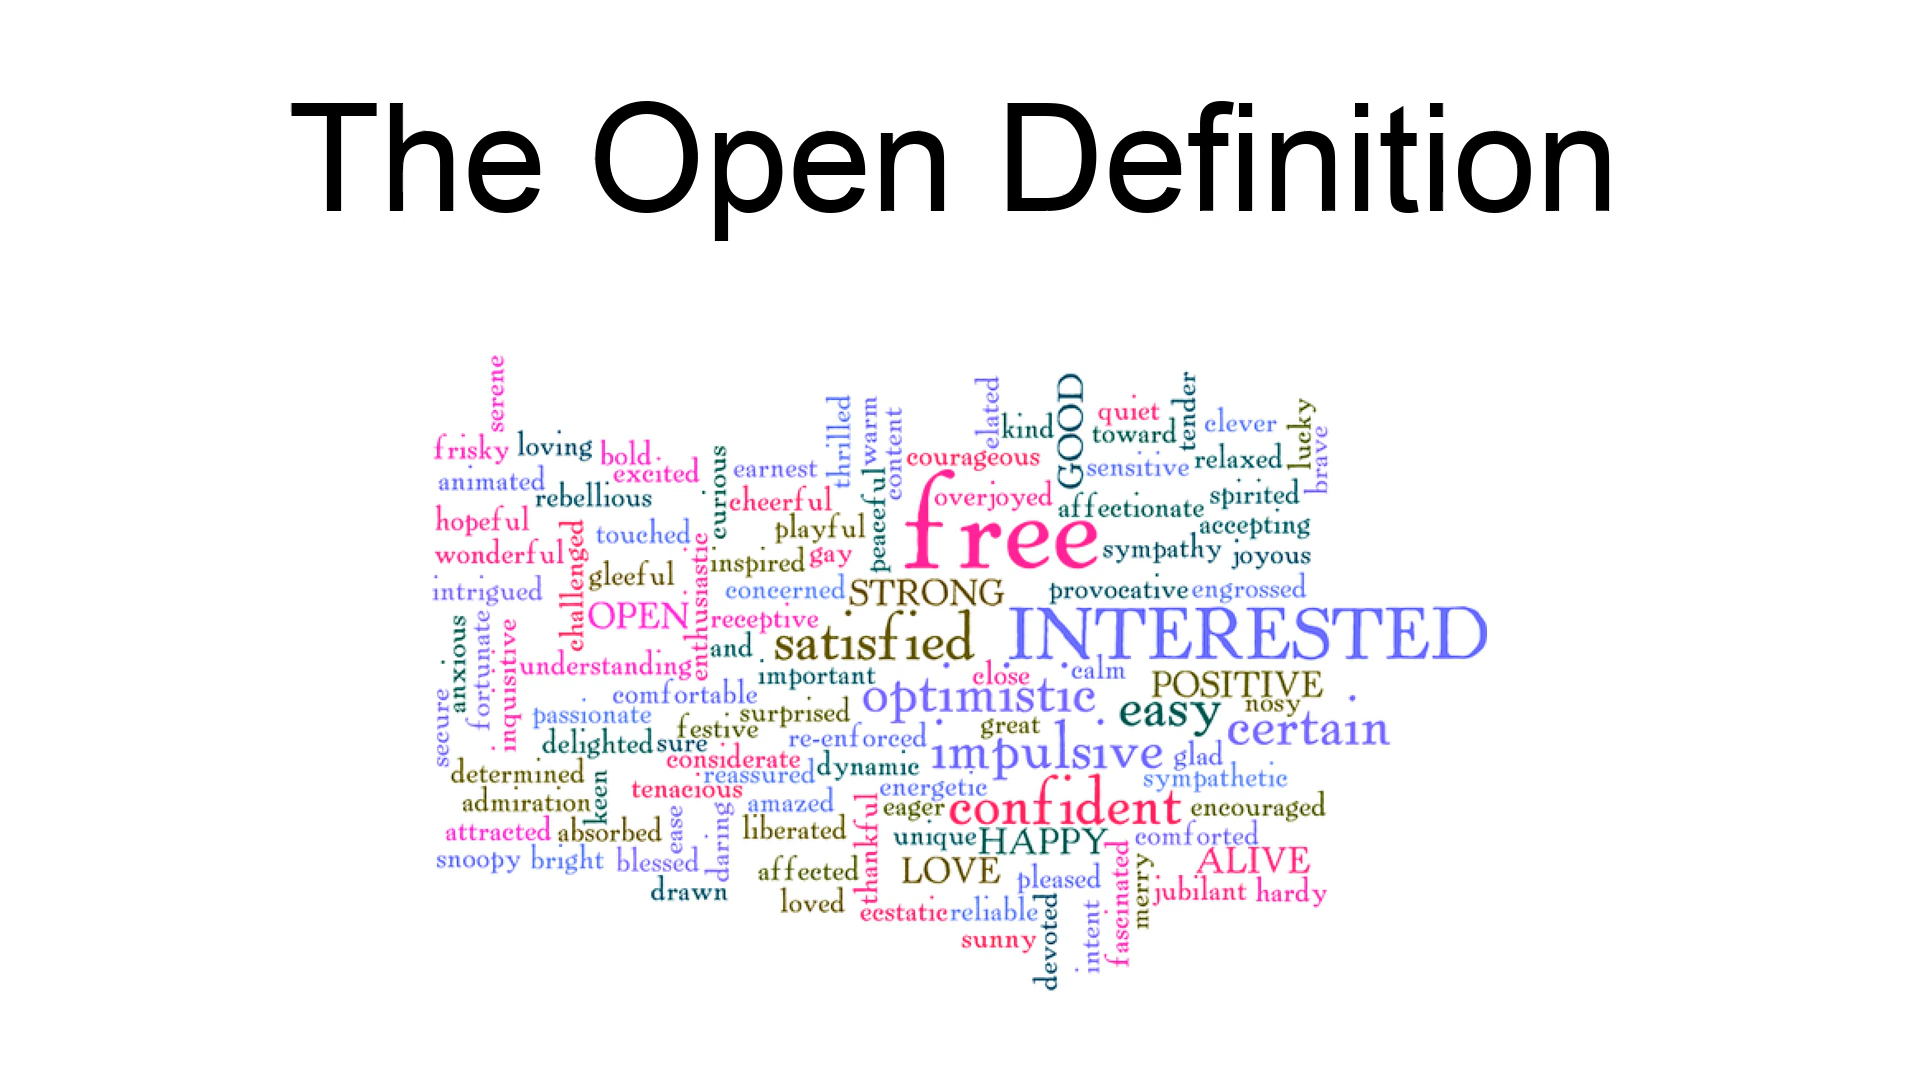 The Open Definition
serene
frisky
loving
bold
excited
animated
rebellious
hopeful
touched
wonderful
challenged
gleeful
intrigued
OPEN
enthusiastic
curious
earnest
cheerful
playful
inspired
gay
concerned
receptive
thrilled
warm
content
peaceful
elated
kind
GOOD
quiet
toward
tender
clever
lucky
brave
courageous
sensitive
relaxed
overjoyed
affectionate
spirited
accepting
free
sympathy
joyous
STRONG
provocative
engrossed
satisfied
INTERESTED
and
anxious
fortunate
inquisitive
understanding
important
close
calm
secure
comfortable
optimistic
POSITIVE
nosy
passionate
festive
surprised
great
easy
certain
delighted
sure
re-enforced
impulsive
glad
considerate
determined
reassured
dynamic
sympathetic
keen
tenacious
energetic
admiration
amazed
eager
confident
encouraged
attracted
absorbed
ease
daring
liberated
thankful
unique
HAPPY
comforted
snoopy
bright
blessed
affected
LOVE
pleased
fascinated
merry
ALIVE
drawn
loved
jubilant
hardy
ecstatic
reliable
devoted
intent
sunny